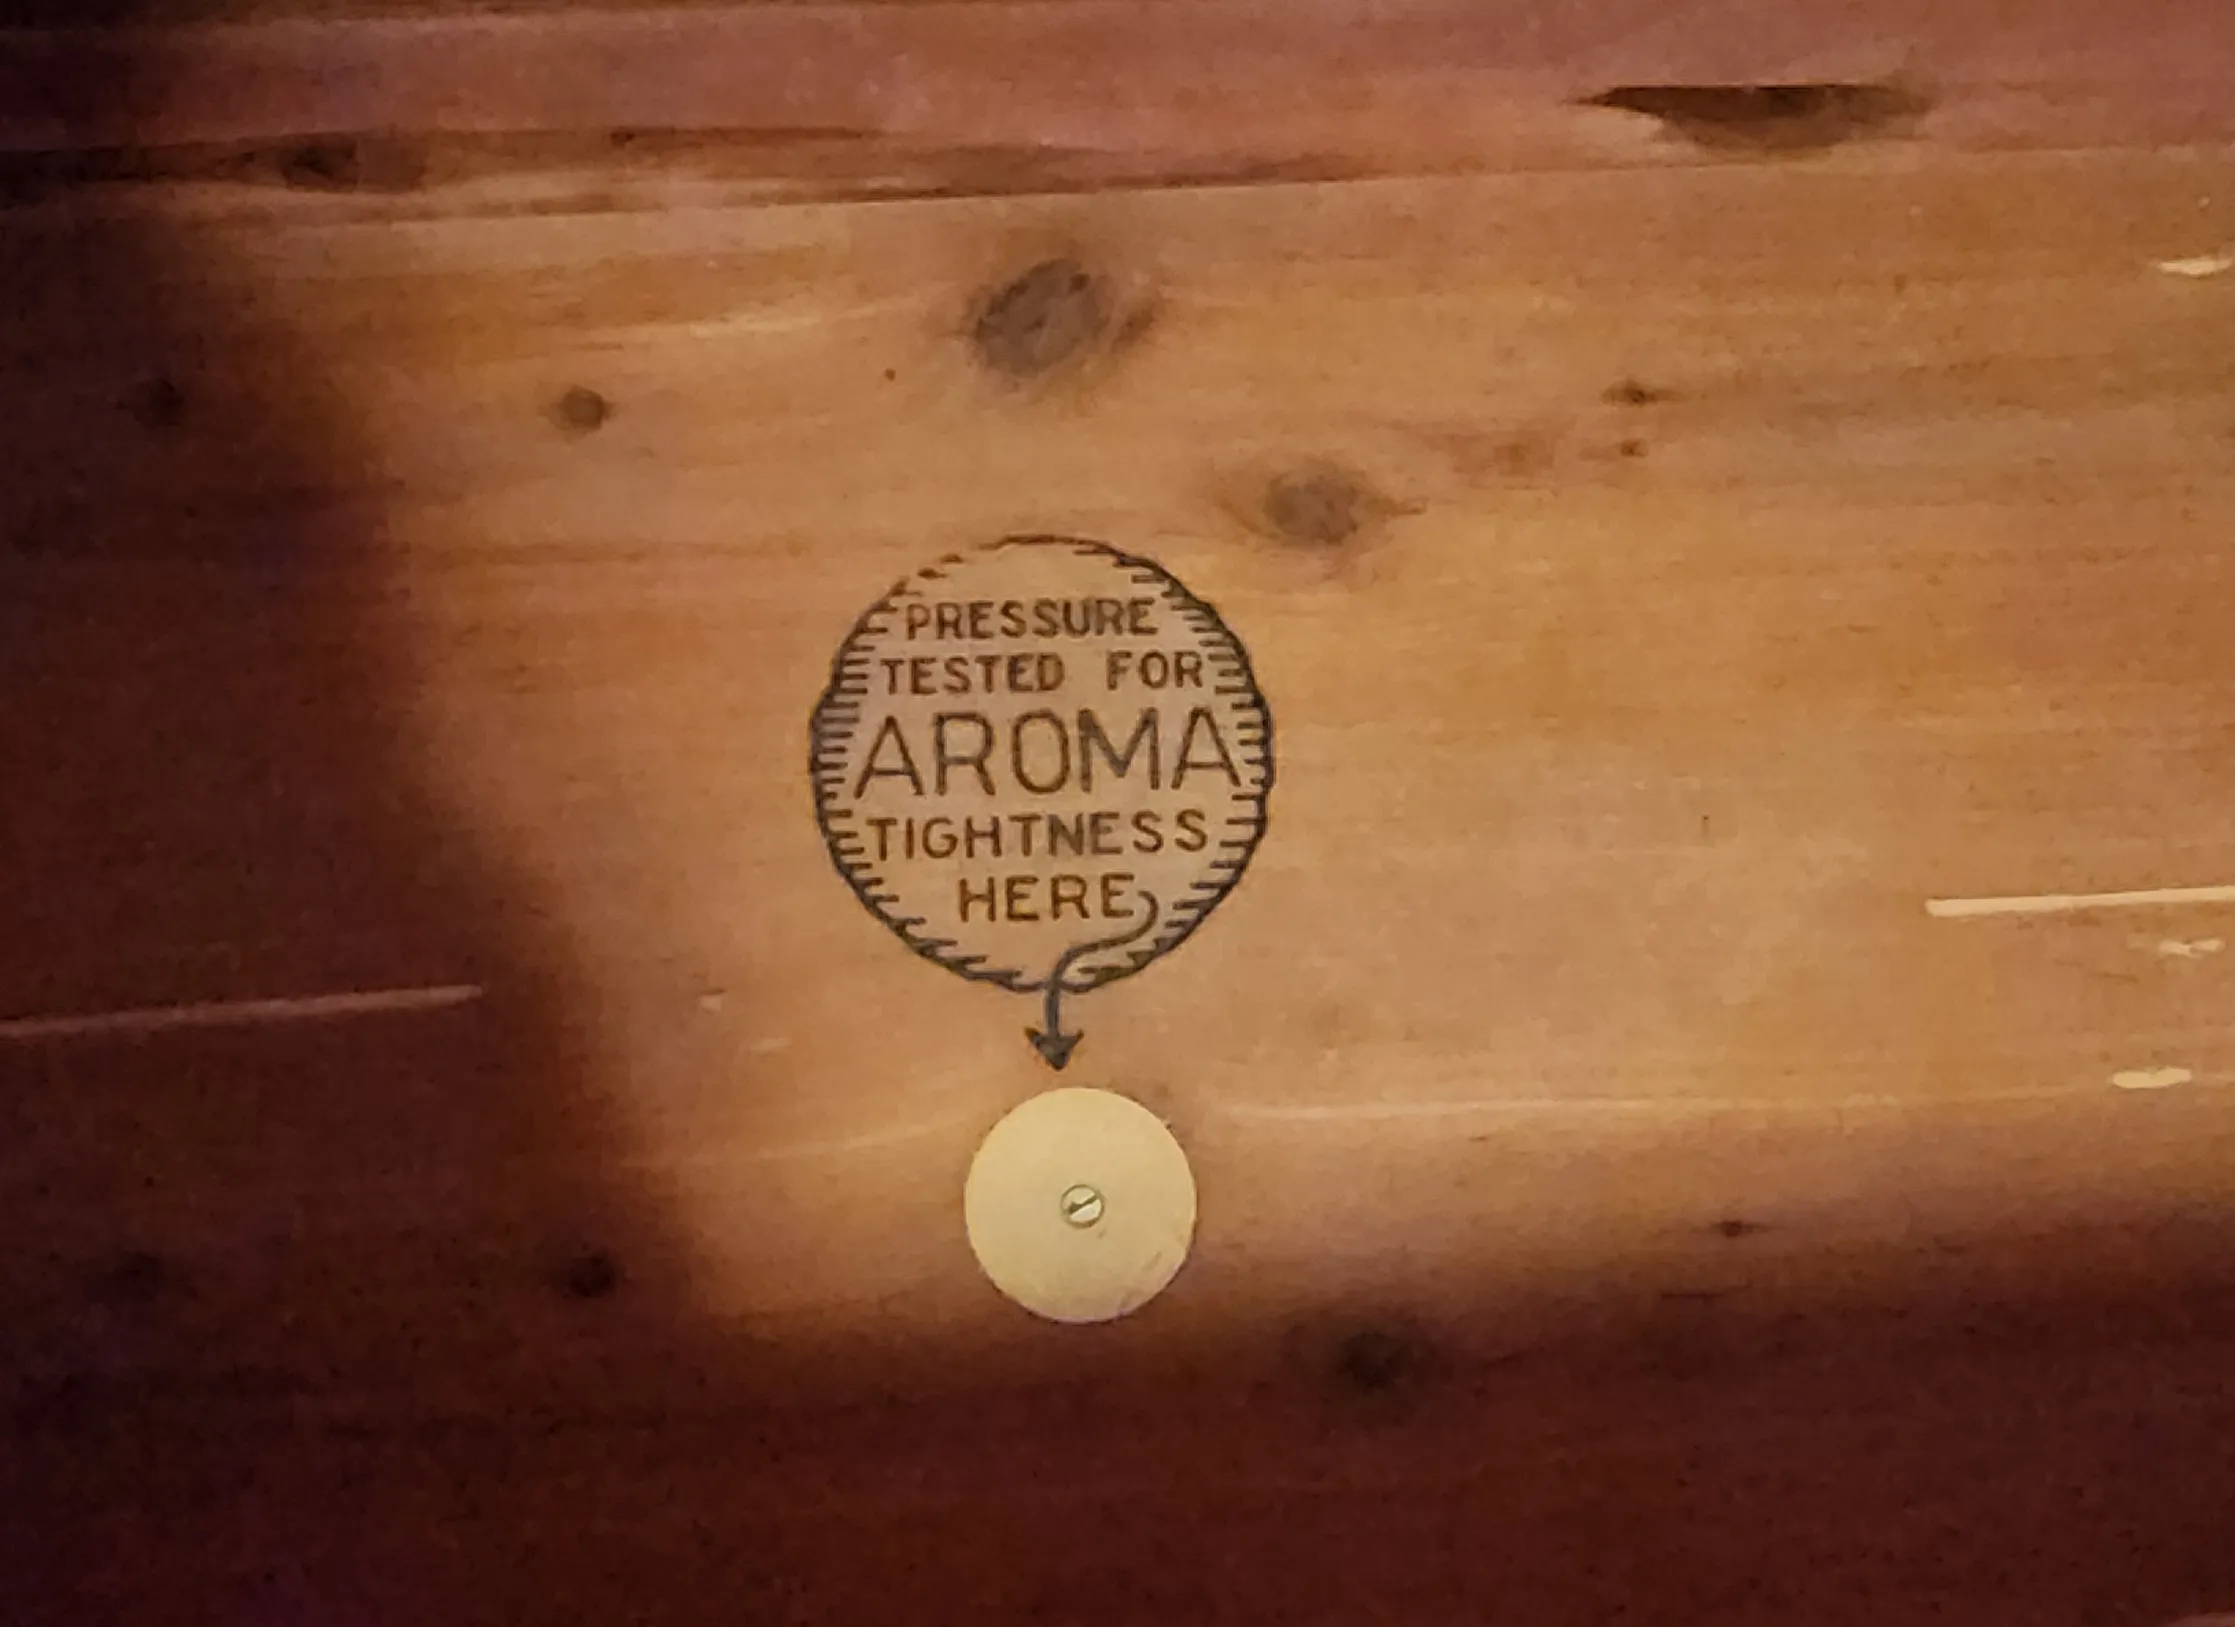 PRESSURE
TESTED FOR
AROMA
TIGHTNESS
HERE